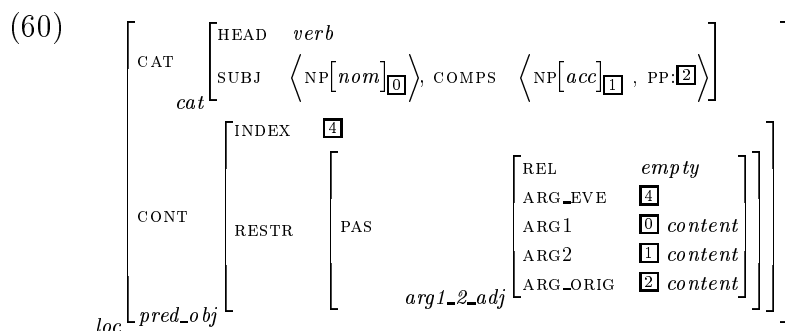 (60)
CAT HEAD verb
SUBJ ⟨NP[nom]0⟩, COMPS ⟨NP[acc]1 , PP:2⟩
cat
CONT INDEX 4
RESTR PAS REL empty
ARG_EVE 4
ARG1 0 content
ARG2 1 content
ARG_ORIG 2 content
arg1_2_adj
pred_obj
loc